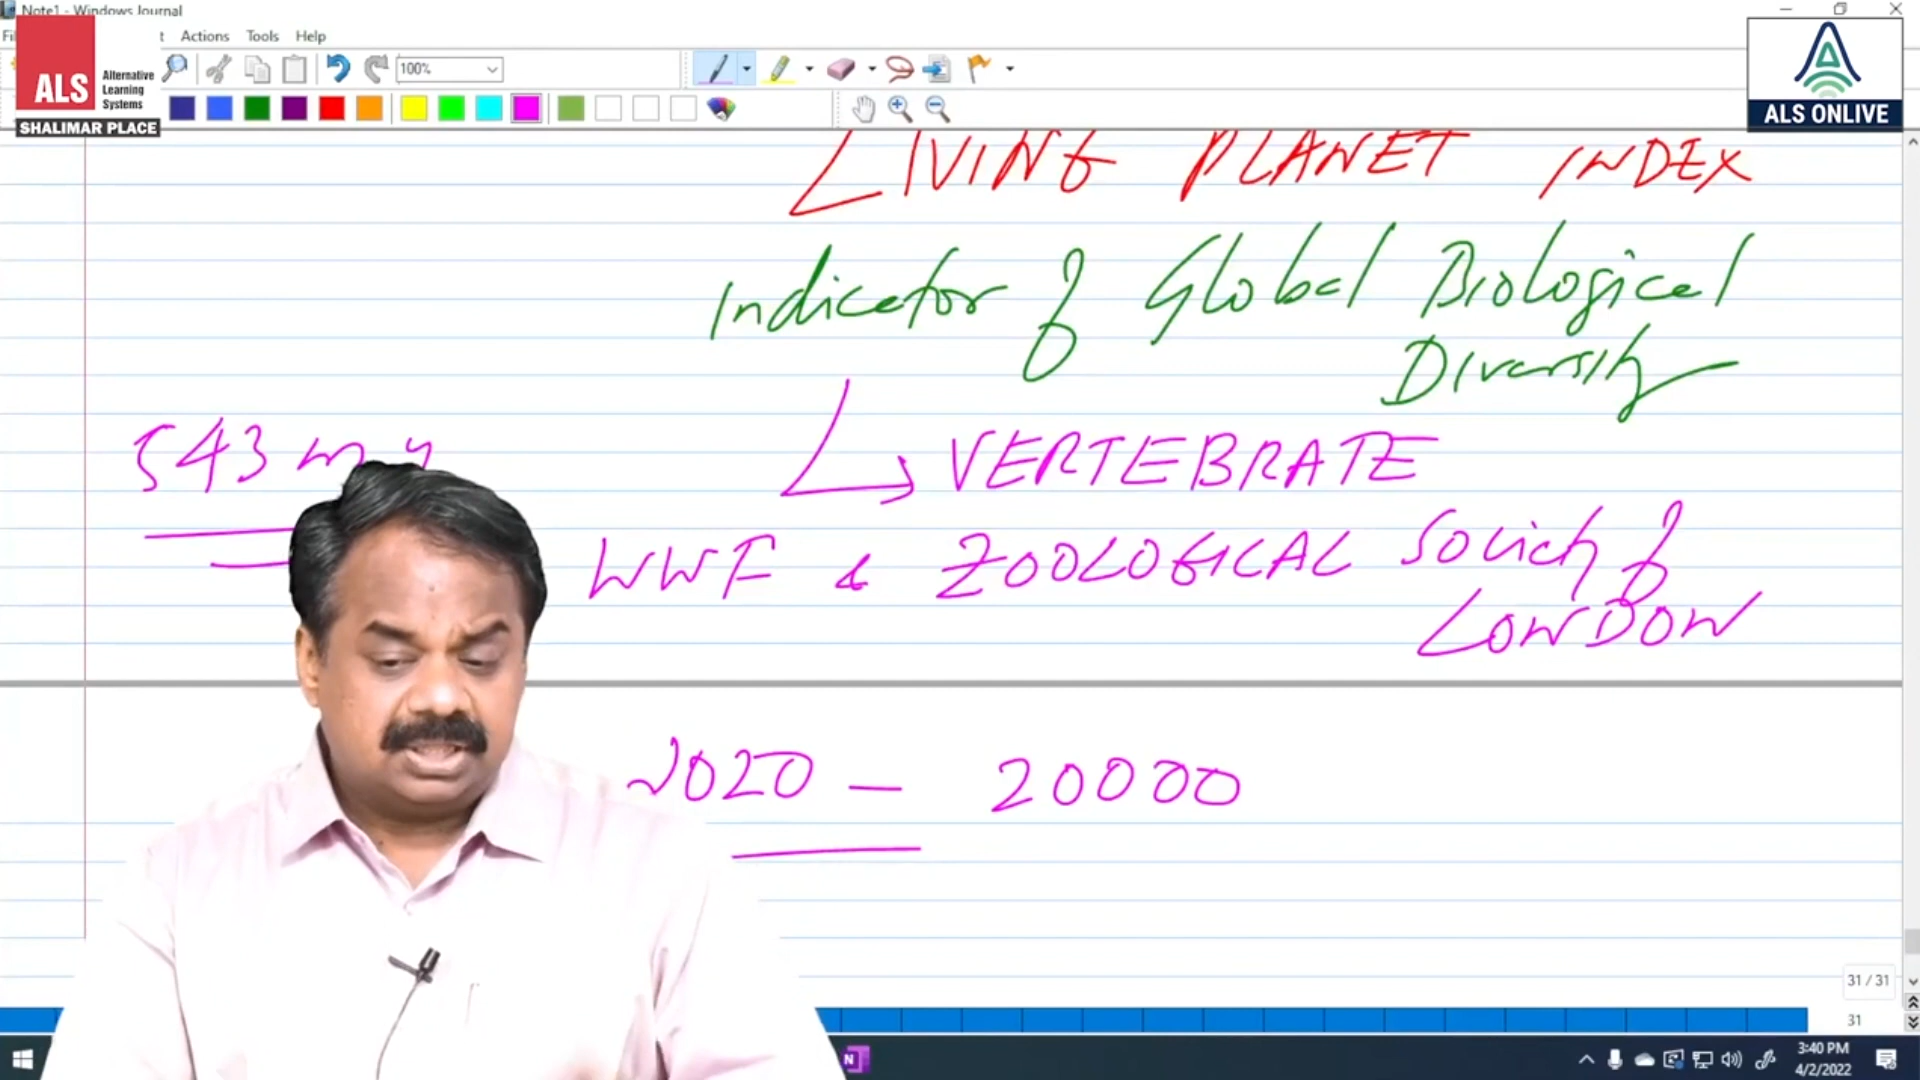 Note1 - Windows Journal
Actions Tools Help
ALS
Alternative
Learning
Systems
SHALIMAR PLACE
100%
ALS ONLIVE
LIVING PLANET INDEX
Indicator of Global Biological
Diversity
543 my
VERTEBRATE
WWF & ZOOLOGICAL Society of
LONDON
2020 - 20000
31 / 31
31
N
3:40 PM
4/2/2022